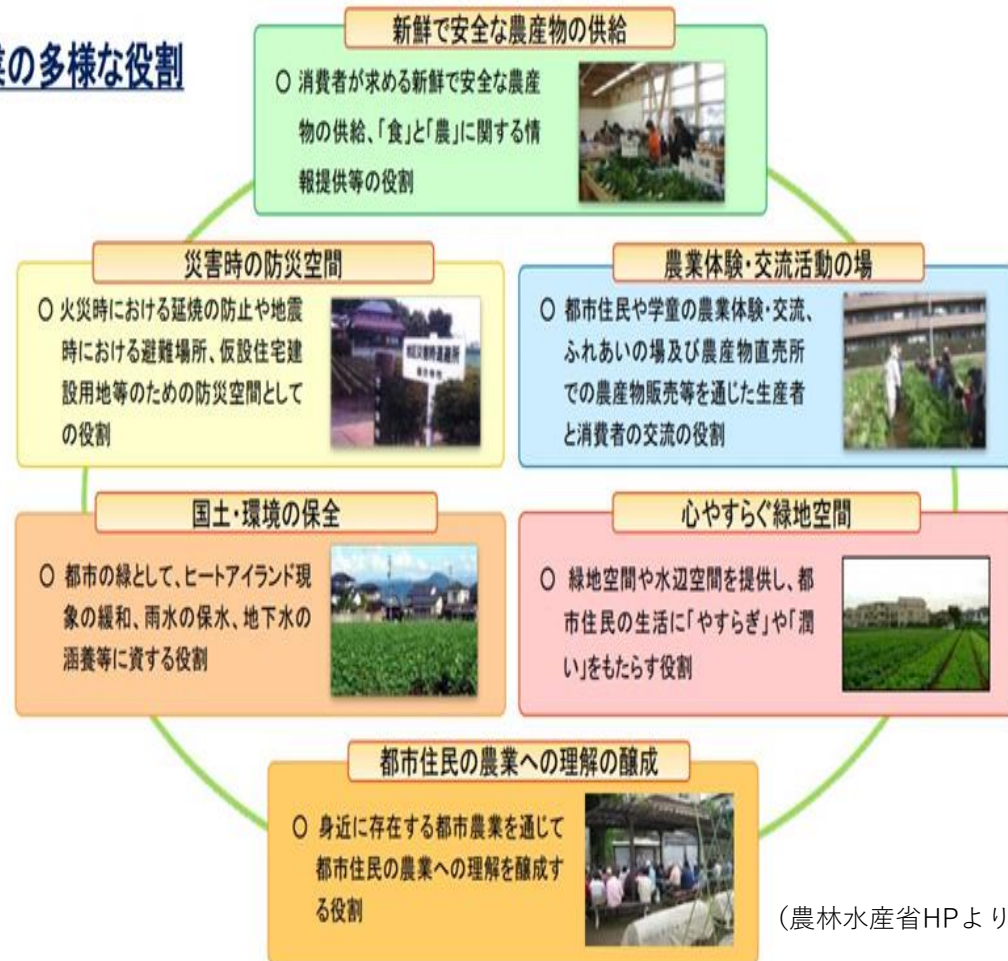 業の多様な役割
新鮮で安全な農産物の供給
○ 消費者が求める新鮮で安全な農産
物の供給、「食」と「農」に関する情
報提供等の役割
災害時の防災空間
○ 火災時における延焼の防止や地震
時における避難場所、仮設住宅建
設用地等のための防災空間として
の役割
農業体験・交流活動の場
○ 都市住民や学童の農業体験・交流、
ふれあいの場及び農産物直売所
での農産物販売等を通じた生産者
と消費者の交流の役割
国土・環境の保全
○ 都市の緑として、ヒートアイランド現
象の緩和、雨水の保水、地下水の
涵養等に資する役割
心やすらぐ緑地空間
○ 緑地空間や水辺空間を提供し、都
市住民の生活に「やすらぎ」や「潤
い」をもたらす役割
都市住民の農業への理解の醸成
○ 身近に存在する都市農業を通じて
都市住民の農業への理解を醸成す
る役割
(農林水産省HPより